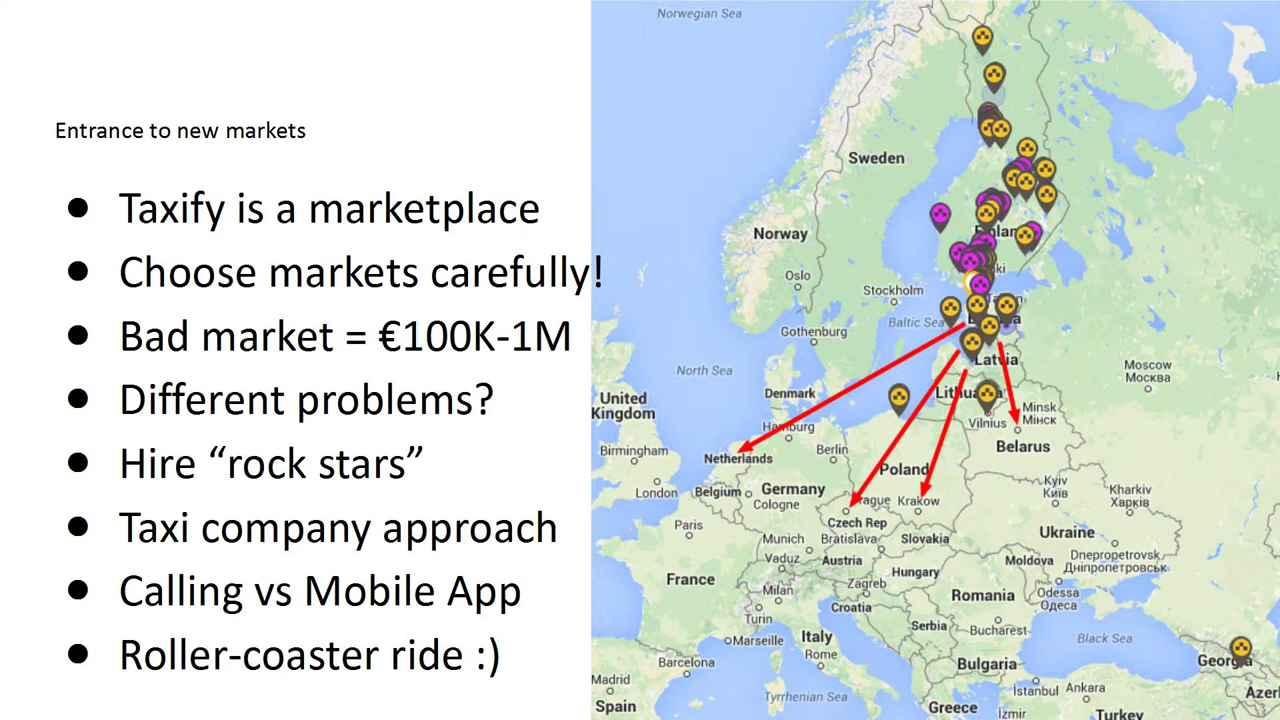 Entrance to new markets
● Taxify is a marketplace
● Choose markets carefully!
● Bad market = €100K-1M
● Different problems?
● Hire “rock stars”
● Taxi company approach
● Calling vs Mobile App
● Roller-coaster ride :)
Norwegian Sea
Sweden
Norway
Oslo
Stockholm
Baltic Sea
Gothenburg
Latvia
North Sea
Moscow
Москва
Denmark
United
Kingdom
Vilnius
Minsk
Мінск
Hamburg
Belarus
Birmingham
Netherlands
Berlin
Poland
London
Belgium
Germany
Cologne
Krakow
Kyiv
Київ
Kharkiv
Харків
Paris
Czech Rep
Ukraine
Munich
Bratislava
Slovakia
Vaduz
Austria
Moldova
Dnepropetrovsk
Дніпропетровськ
France
Hungary
Zagreb
Milan
Romania
Odessa
Одеса
Croatia
Turin
Serbia
Bucharest
Marseille
Italy
Rome
Black Sea
Barcelona
Bulgaria
Madrid
Tyrrhenian Sea
İstanbul
Ankara
Spain
Greece
İzmir
Turkey